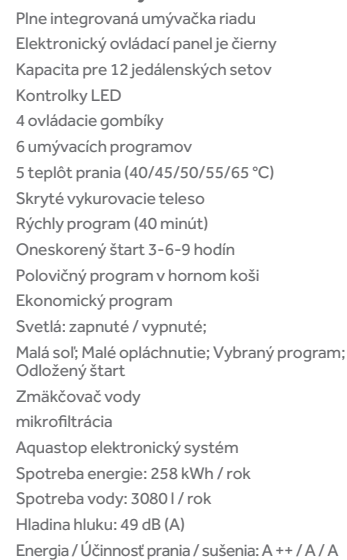 Plne integrovaná umývačka riadu
Elektronický ovládací panel je čierny
Kapacita pre 12 jedálenských setov
Kontrolky LED
4 ovládacie gombíky
6 umývacích programov
5 teplôt prania (40/45/50/55/65 °C)
Skryté vykurovacie teleso
Rýchly program (40 minút)
Oneskorený štart 3-6-9 hodín
Polovičný program v hornom koši
Ekonomický program
Svetlá: zapnuté / vypnuté;
Malá soľ; Malé opláchnutie; Vybraný program;
Odložený štart
Zmäkčovač vody
mikrofiltrácia
Aquastop elektronický systém
Spotreba energie: 258 kWh / rok
Spotreba vody: 3080 l / rok
Hladina hluku: 49 dB (A)
Energia / Účinnosť prania / sušenia: A ++ / A / A